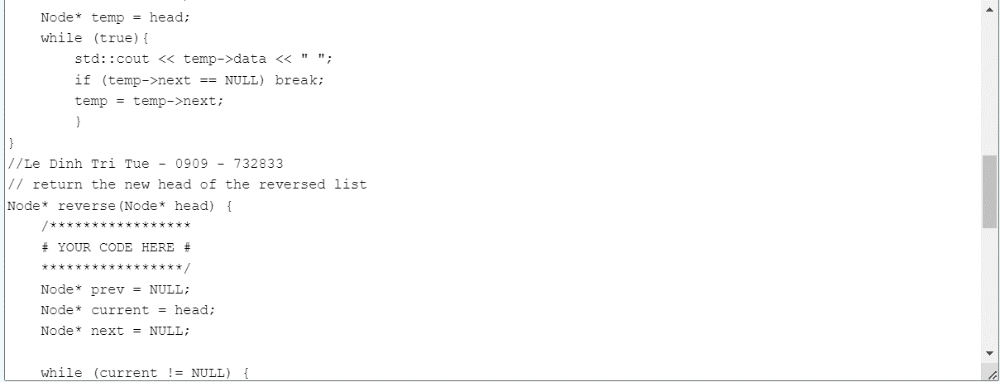 Node* temp = head;
    while (true){
        std::cout << temp->data << " ";
        if (temp->next == NULL) break;
        temp = temp->next;
        }
}
//Le Dinh Tri Tue - 0909 - 732833
// return the new head of the reversed list
Node* reverse(Node* head) {
    /*****************
    # YOUR CODE HERE #
    *****************/
    Node* prev = NULL;
    Node* current = head;
    Node* next = NULL;

    while (current != NULL) {